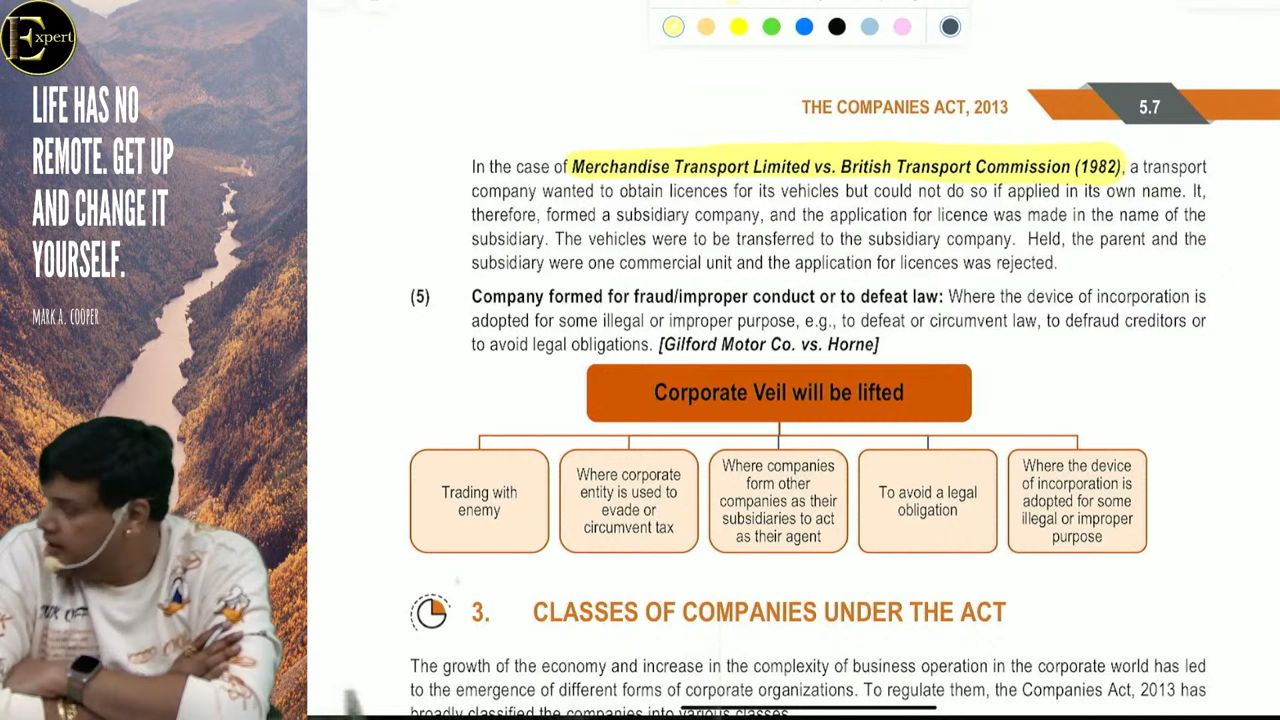 Expert
LIFE HAS NO
REMOTE. GET UP
AND CHANGE IT
YOURSELF.
MARK A. COOPER
THE COMPANIES ACT, 2013
5.7
In the case of Merchandise Transport Limited vs. British Transport Commission (1982), a transport
company wanted to obtain licences for its vehicles but could not do so if applied in its own name. It,
therefore, formed a subsidiary company, and the application for licence was made in the name of the
subsidiary. The vehicles were to be transferred to the subsidiary company. Held, the parent and the
subsidiary were one commercial unit and the application for licences was rejected.
(5) Company formed for fraud/improper conduct or to defeat law: Where the device of incorporation is
adopted for some illegal or improper purpose, e.g., to defeat or circumvent law, to defraud creditors or
to avoid legal obligations. [Gilford Motor Co. vs. Horne]
Corporate Veil will be lifted
Trading with
enemy
Where corporate
entity is used to
evade or
circumvent tax
Where companies
form other
companies as their
subsidiaries to act
as their agent
To avoid a legal
obligation
Where the device
of incorporation is
adopted for some
illegal or improper
purpose
3. CLASSES OF COMPANIES UNDER THE ACT
The growth of the economy and increase in the complexity of business operation in the corporate world has led
to the emergence of different forms of corporate organizations. To regulate them, the Companies Act, 2013 has
broadly classified the companies into various classes.